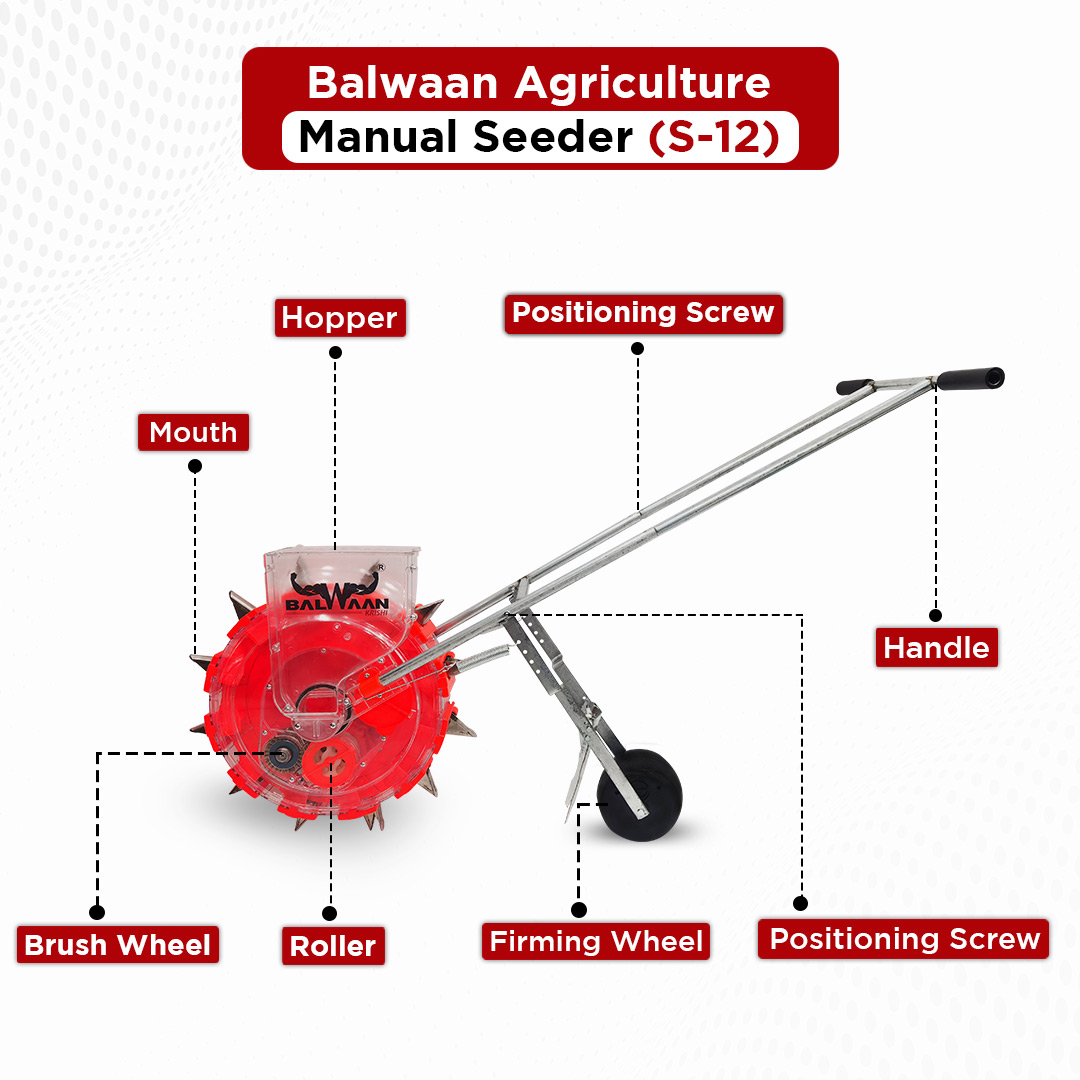 Balwaan Agriculture
Manual Seeder (S-12)
Hopper
Positioning Screw
Mouth
®
BALWAAN
KRISHI
Handle
Brush Wheel
Roller
Firming Wheel
Positioning Screw